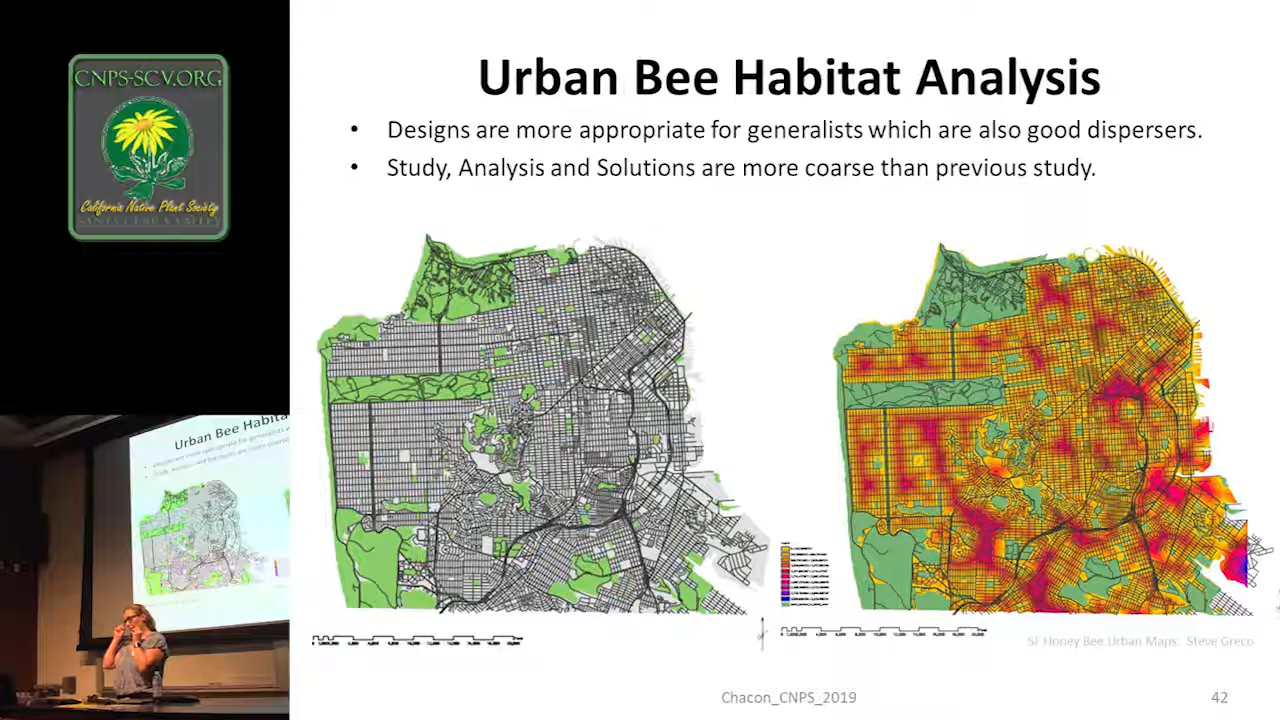 CNPS-SCV.ORG
California Native Plant Society
SANTA CLARA VALLEY
Urban Bee Habitat Analysis
• Designs are more appropriate for generalists which are also good dispersers.
• Study, Analysis and Solutions are more coarse than previous study.
Urban Bee Habita
SF Honey Bee Urban Maps: Steve Greco
Chacon_CNPS_2019
42